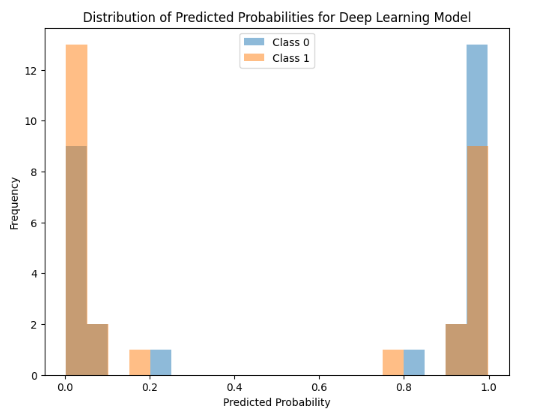 Distribution of Predicted Probabilities for Deep Learning Model
Class 0
Class 1
12
10
8
6
4
2
0
Frequency
0.0 0.2 0.4 0.6 0.8 1.0
Predicted Probability